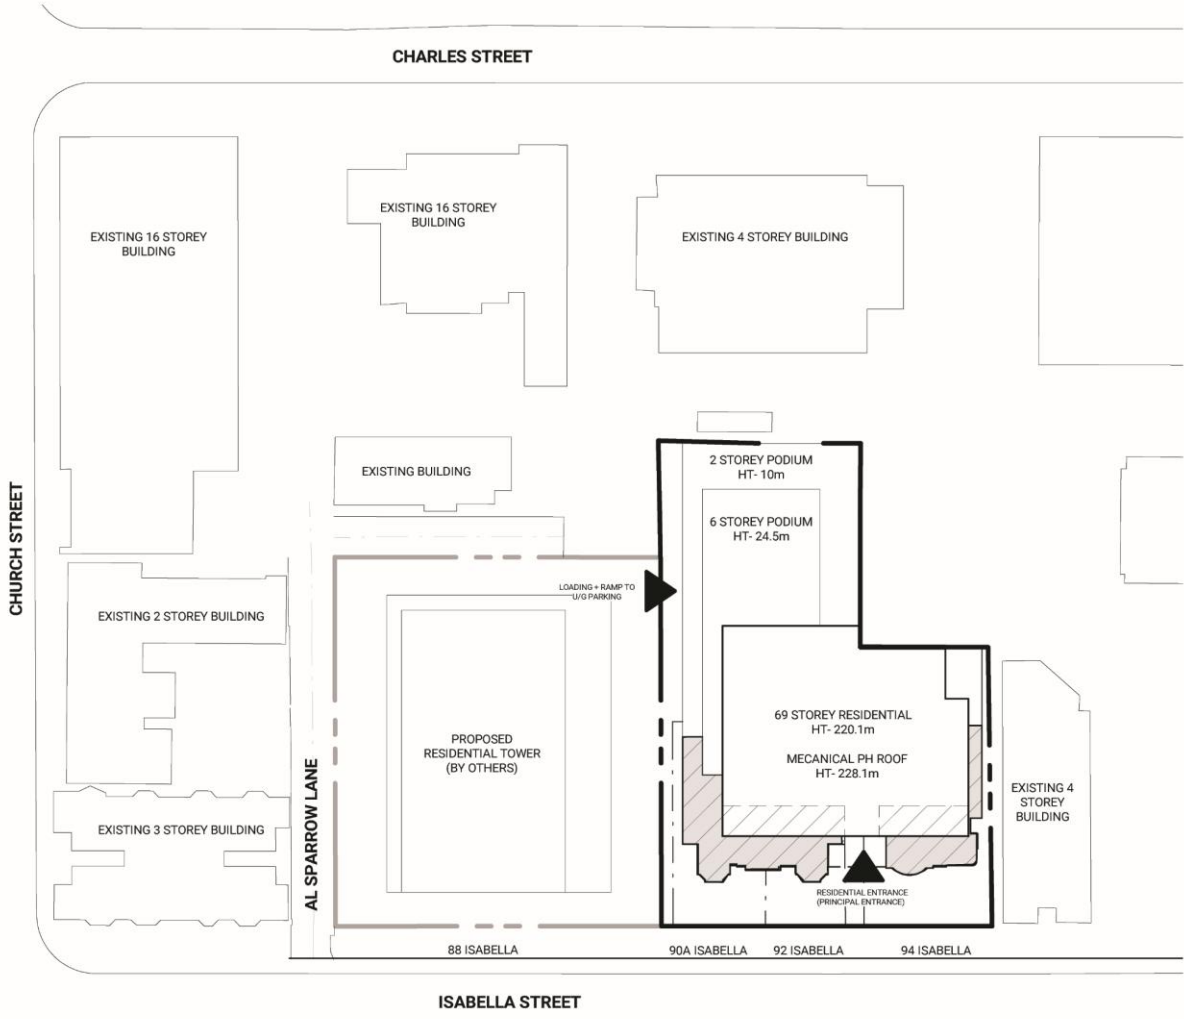 CHARLES STREET
EXISTING 16 STOREY
BUILDING
EXISTING 16 STOREY
BUILDING
EXISTING 4 STOREY BUILDING
CHURCH STREET
EXISTING BUILDING
2 STOREY PODIUM
HT- 10m
6 STOREY PODIUM
HT- 24.5m
LOADING + RAMP TO
U/G PARKING
EXISTING 2 STOREY BUILDING
69 STOREY RESIDENTIAL
HT- 220.1m
MECANICAL PH ROOF
HT- 228.1m
PROPOSED
RESIDENTIAL TOWER
(BY OTHERS)
EXISTING 4
STOREY
BUILDING
EXISTING 3 STOREY BUILDING
AL SPARROW LANE
RESIDENTIAL ENTRANCE
(PRINCIPAL ENTRANCE)
88 ISABELLA
90A ISABELLA
92 ISABELLA
94 ISABELLA
ISABELLA STREET